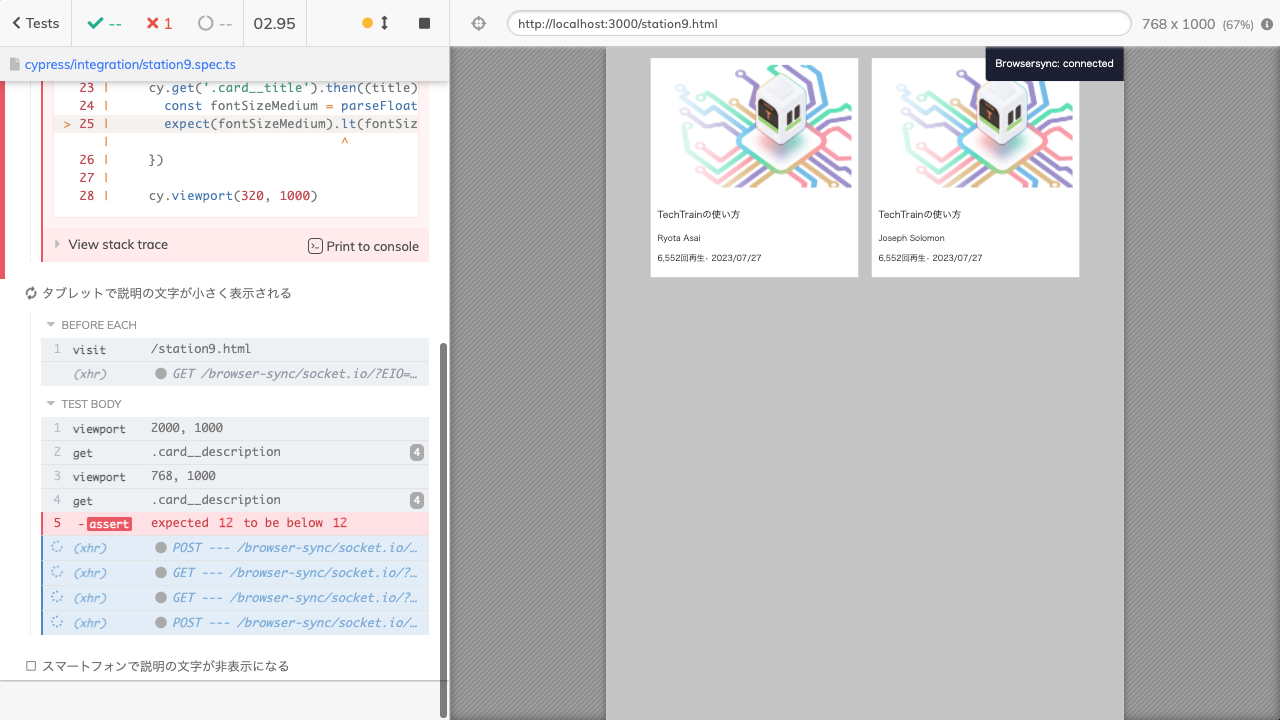 Tests
--
1
--
02.95
cypress/integration/station9.spec.ts
23 | cy.get('.card__title').then((title)
24 | const fontSizeMedium = parseFloat
> 25 | expect(fontSizeMedium).lt(fontSiz
| ^
26 | })
27 |
28 | cy.viewport(320, 1000)
View stack trace
Print to console
タブレットで説明の文字が小さく表示される
BEFORE EACH
1 visit /station9.html
(xhr) GET /browser-sync/socket.io/?EIO=…
TEST BODY
1 viewport 2000, 1000
2 get .card__description 4
3 viewport 768, 1000
4 get .card__description 4
5 -assert expected 12 to be below 12
(xhr) POST --- /browser-sync/socket.io/…
(xhr) GET --- /browser-sync/socket.io/?…
(xhr) GET --- /browser-sync/socket.io/?…
(xhr) POST --- /browser-sync/socket.io/…
スマートフォンで説明の文字が非表示になる
http://localhost:3000/station9.html
768 x 1000 (67%)
Browsersync: connected
TechTrainの使い方
Ryota Asai
6,552回再生・2023/07/27
TechTrainの使い方
Joseph Solomon
6,552回再生・2023/07/27